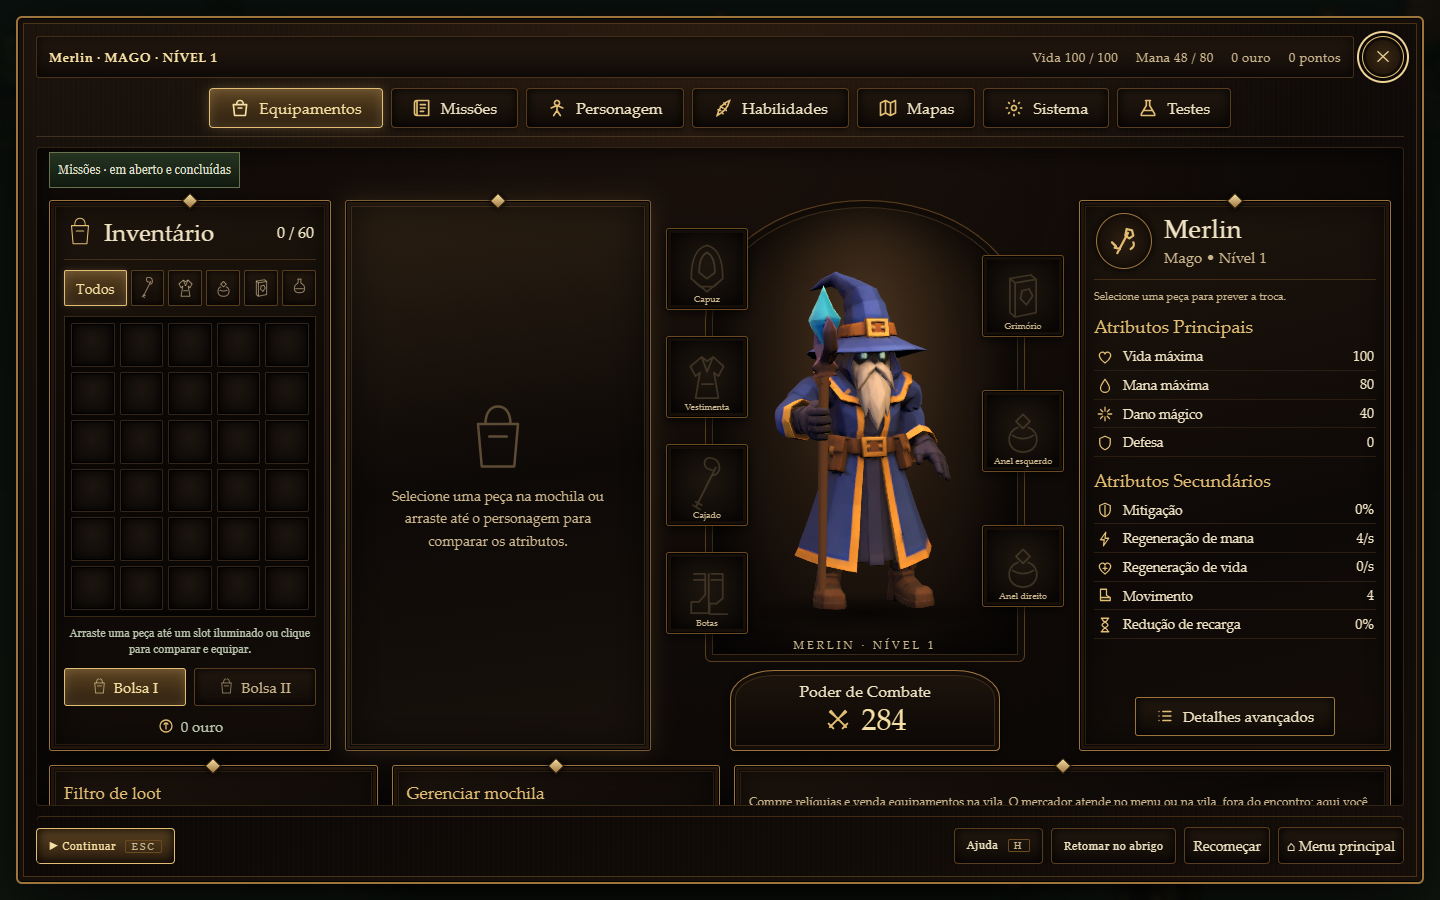 Merlin · MAGO · NÍVEL 1
Vida 100 / 100 Mana 48 / 80 0 ouro 0 pontos
Equipamentos Missões Personagem Habilidades Mapas Sistema Testes
Missões · em aberto e concluídas
Inventário 0 / 60
Todos
Arraste uma peça até um slot iluminado ou clique
para comparar e equipar.
Bolsa I Bolsa II
0 ouro
Selecione uma peça na mochila ou
arraste até o personagem para
comparar os atributos.
Capuz
Vestimenta
Cajado
Botas
Grimório
Anel esquerdo
Anel direito
MERLIN · NÍVEL 1
Poder de Combate
284
Merlin
Mago • Nível 1
Selecione uma peça para prever a troca.
Atributos Principais
Vida máxima 100
Mana máxima 80
Dano mágico 40
Defesa 0
Atributos Secundários
Mitigação 0%
Regeneração de mana 4/s
Regeneração de vida 0/s
Movimento 4
Redução de recarga 0%
Detalhes avançados
Filtro de loot
Gerenciar mochila
Compre relíquias e venda equipamentos na vila. O mercador atende no menu ou na vila, fora do encontro; aqui você
Continuar ESC
Ajuda H
Retomar no abrigo
Recomeçar
Menu principal